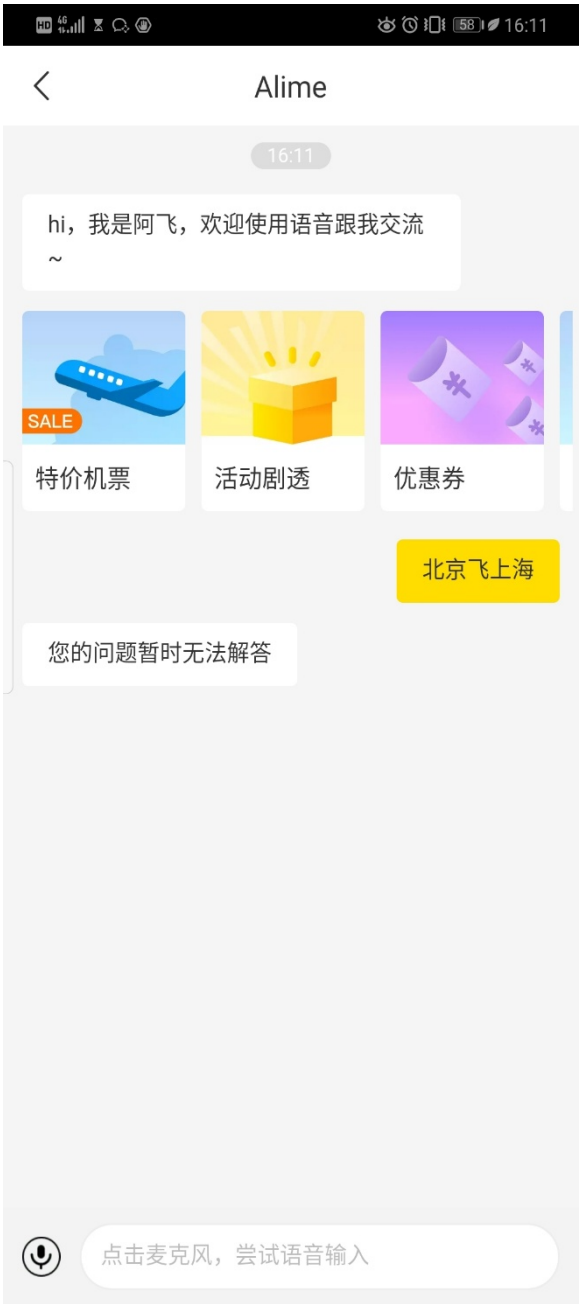 HD 4G 58 16:11
Alime
16:11
hi，我是阿飞，欢迎使用语音跟我交流
~
SALE
特价机票 活动剧透 优惠券
北京飞上海
您的问题暂时无法解答
点击麦克风，尝试语音输入